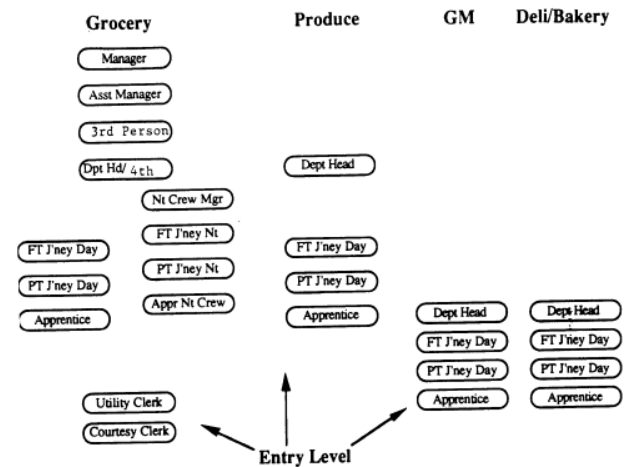 Grocery
Produce
GM
Deli/Bakery
Manager
Asst Manager
3rd Person
Dpt Hd/ 4th
Nt Crew Mgr
FT J'ney Nt
PT J'ney Nt
Appr Nt Crew
FT J'ney Day
PT J'ney Day
Apprentice
Utility Clerk
Courtesy Clerk
Dept Head
FT J'ney Day
PT J'ney Day
Apprentice
Dept Head
FT J'ney Day
PT J'ney Day
Apprentice
Dept Head
FT J'ney Day
PT J'ney Day
Apprentice
Entry Level